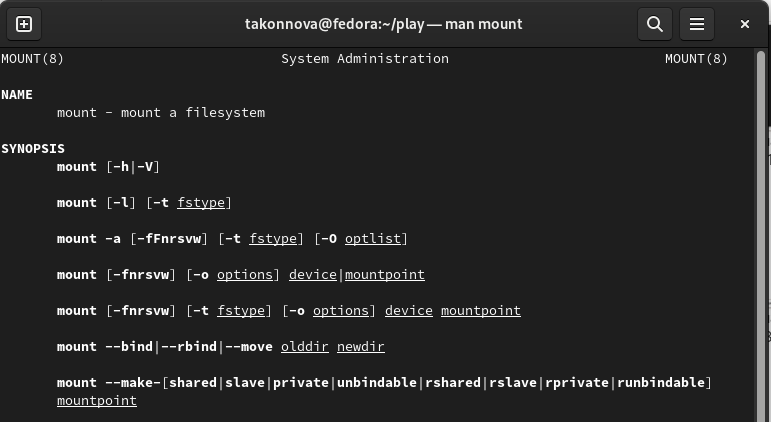 takonnova@fedora:~/play — man mount
MOUNT(8) System Administration MOUNT(8)
NAME
mount - mount a filesystem
SYNOPSIS
mount [-h|-V]
mount [-l] [-t fstype]
mount -a [-fFnrsvw] [-t fstype] [-O optlist]
mount [-fnrsvw] [-o options] device|mountpoint
mount [-fnrsvw] [-t fstype] [-o options] device mountpoint
mount --bind|--rbind|--move olddir newdir
mount --make-[shared|slave|private|unbindable|rshared|rslave|rprivate|runbindable]
mountpoint